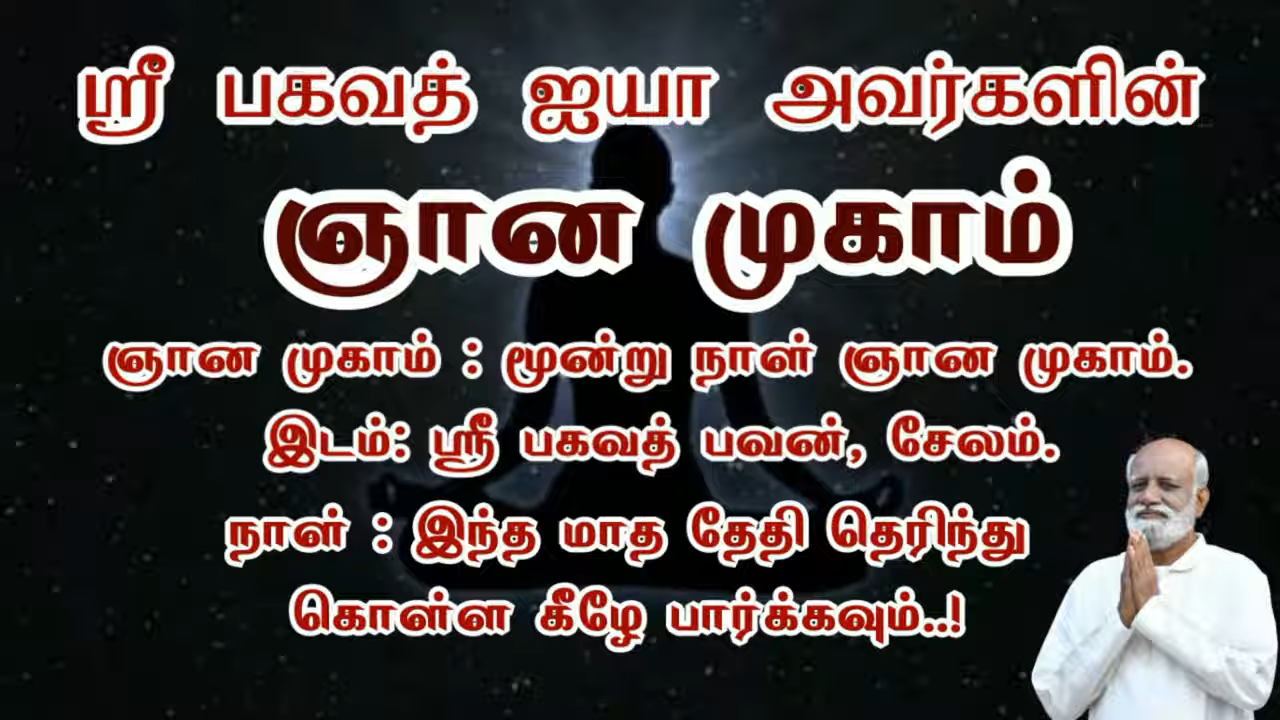 ஸ்ரீ பகவத் ஐயா அவர்களின்
ஞான முகாம்
ஞான முகாம் : மூன்று நாள் ஞான முகாம்.
இடம்: ஸ்ரீ பகவத் பவன், சேலம்.
நாள் : இந்த மாத தேதி தெரிந்து
கொள்ள கீழே பார்க்கவும்..!